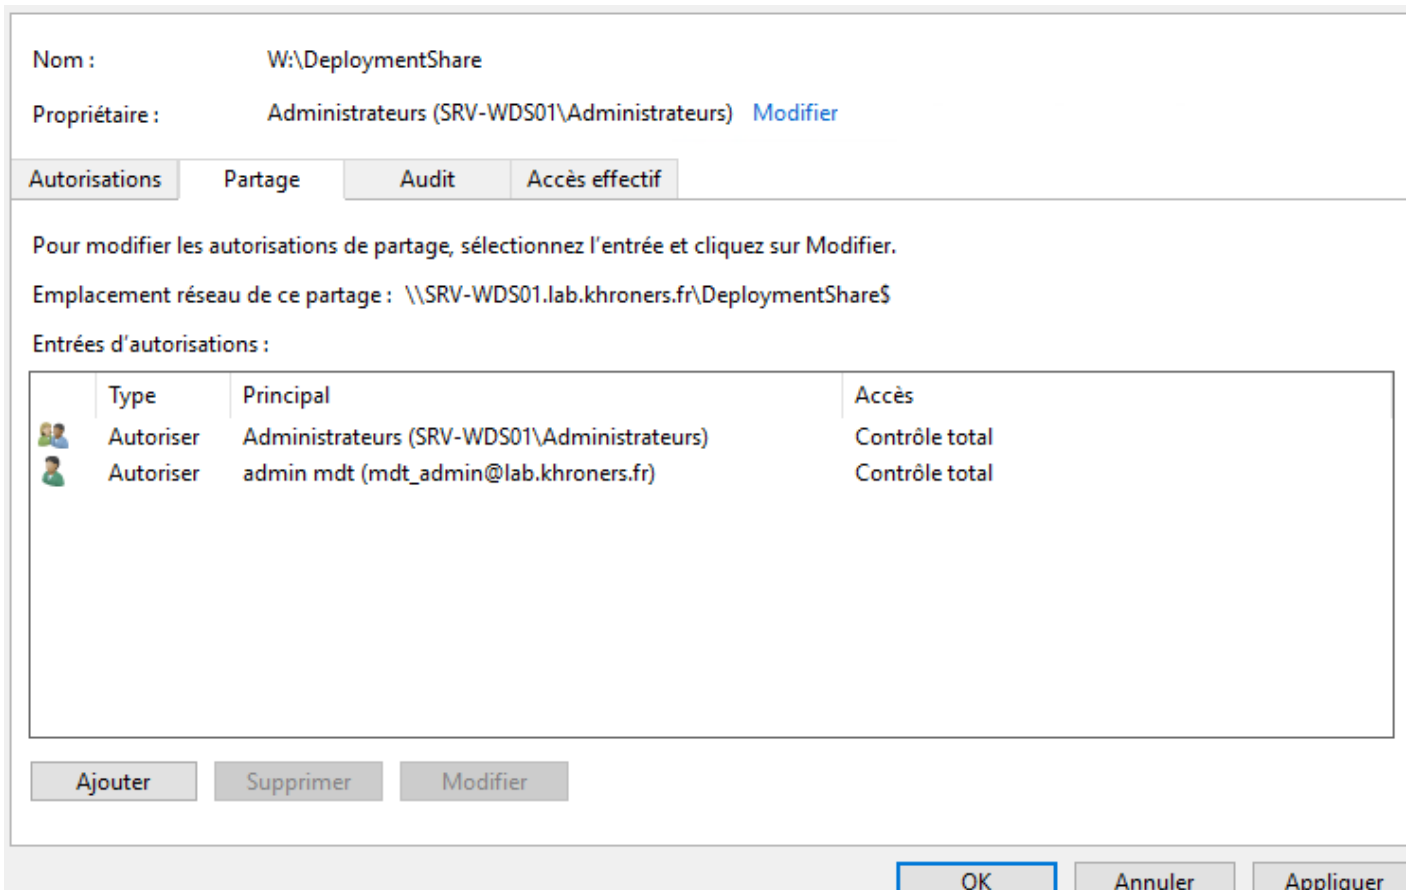 Nom : W:\DeploymentShare
Propriétaire : Administrateurs (SRV-WDS01\Administrateurs) Modifier
Autorisations Partage Audit Accès effectif
Pour modifier les autorisations de partage, sélectionnez l'entrée et cliquez sur Modifier.
Emplacement réseau de ce partage : \\SRV-WDS01.lab.khroners.fr\DeploymentShare$
Entrées d'autorisations :
Type Principal Accès
Autoriser Administrateurs (SRV-WDS01\Administrateurs) Contrôle total
Autoriser admin mdt (mdt_admin@lab.khroners.fr) Contrôle total
Ajouter Supprimer Modifier
OK Annuler Appliquer